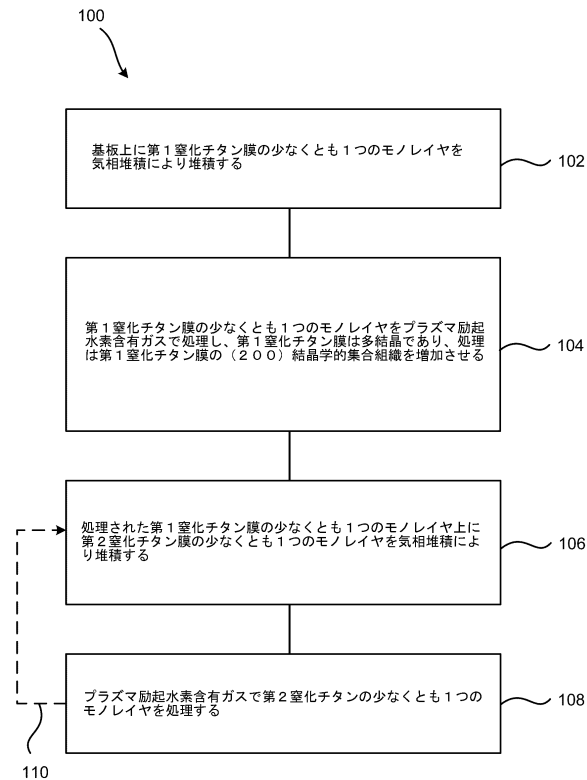 100
基板上に第１窒化チタン膜の少なくとも１つのモノレイヤを
気相堆積により堆積する
102
第１窒化チタン膜の少なくとも１つのモノレイヤをプラズマ励起
水素含有ガスで処理し、第１窒化チタン膜は多結晶であり、処理
は第１窒化チタン膜の（２００）結晶学的集合組織を増加させる
104
処理された第１窒化チタン膜の少なくとも１つのモノレイヤ上に
第２窒化チタン膜の少なくとも１つのモノレイヤを気相堆積によ
り堆積する
106
プラズマ励起水素含有ガスで第２窒化チタンの少なくとも１つの
モノレイヤを処理する
108
110